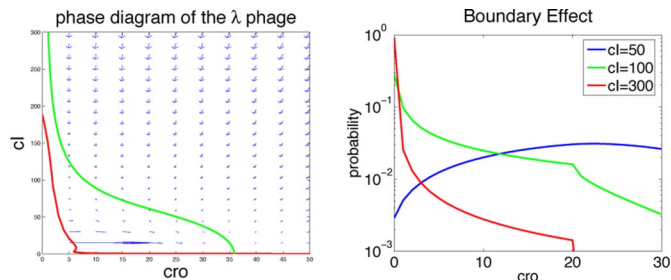 phase diagram of the λ phage
300
250
200
150
100
50
0
cI
0 5 10 15 20 25 30 35 40 45 50
cro
Boundary Effect
10^0
10^-1
10^-2
10^-3
probability
cI=50
cI=100
cI=300
0 10 20 30
cro